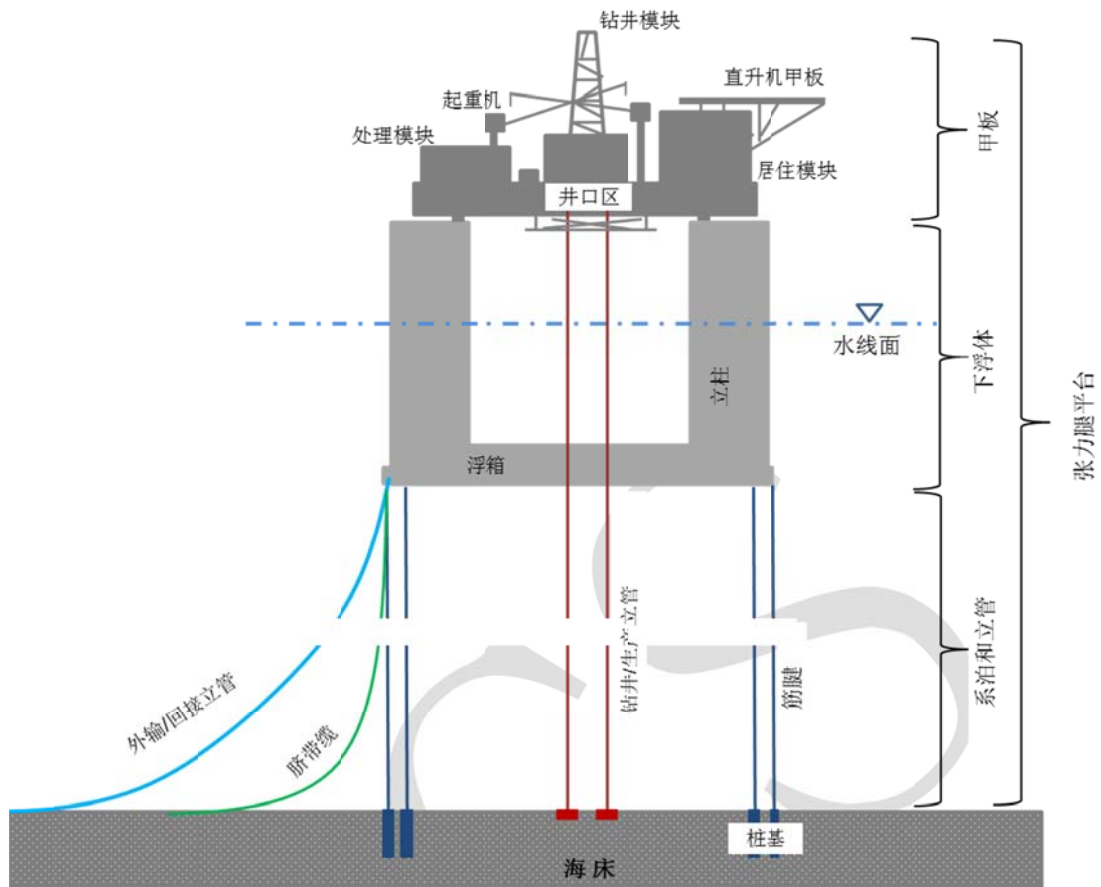 钻井模块
直升机甲板
起重机
处理模块
居住模块
井口区
甲板
水线面
立柱
下浮体
浮箱
张力腿平台
钻井/生产立管
筋腱
系泊和立管
外输/回接立管
脐带缆
桩基
海床